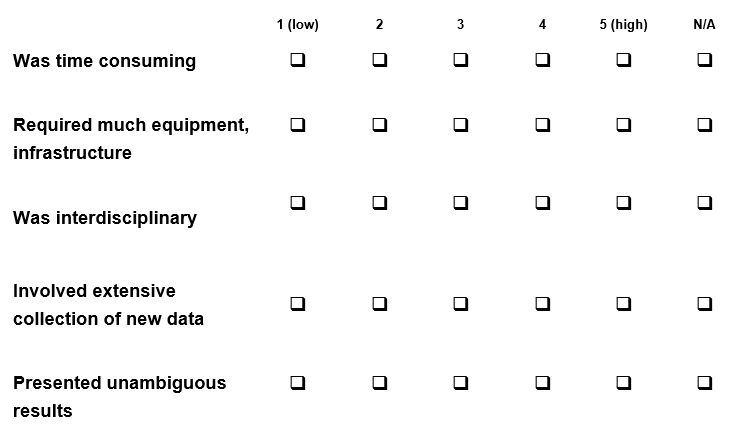 1 (low) 2 3 4 5 (high) N/A
Was time consuming ❑ ❑ ❑ ❑ ❑ ❑
Required much equipment, ❑ ❑ ❑ ❑ ❑ ❑
infrastructure
Was interdisciplinary ❑ ❑ ❑ ❑ ❑ ❑
Involved extensive
collection of new data ❑ ❑ ❑ ❑ ❑ ❑
Presented unambiguous ❑ ❑ ❑ ❑ ❑ ❑
results